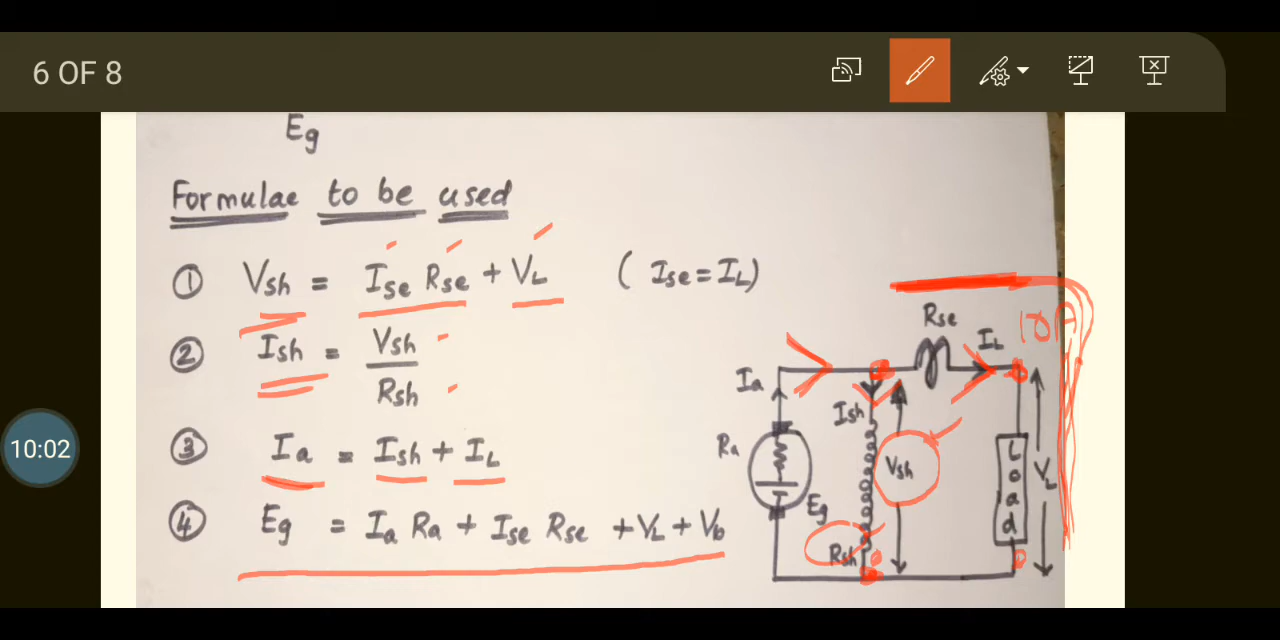 6 OF 8
Eg
Formulae to be used
① Vsh = Ise Rse + VL ( Ise = IL)
② Ish = Vsh
Rsh
③ Ia = Ish + IL
④ Eg = Ia Ra + Ise Rse + VL + Vb
10:02
Rse
IL
10A
Ia
Ish
Ra
Vsh
Load
VL
Eg
Rsh